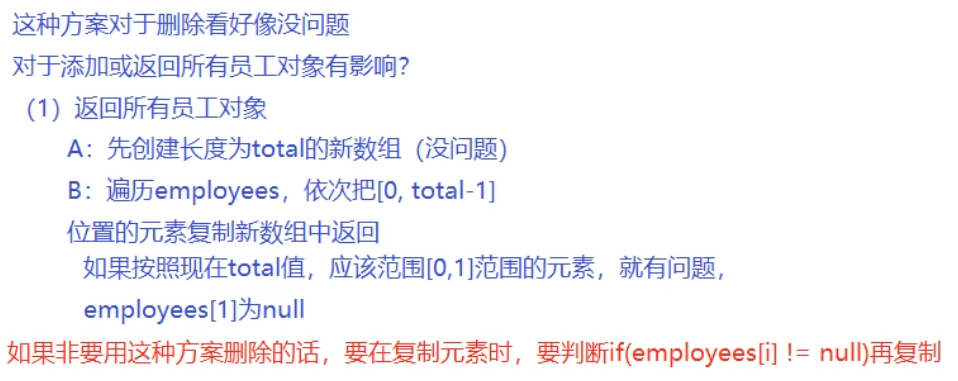 这种方案对于删除看好像没问题
对于添加或返回所有员工对象有影响？
（1）返回所有员工对象
A：先创建长度为total的新数组（没问题）
B：遍历employees，依次把[0, total-1]
位置的元素复制新数组中返回
如果按照现在total值，应该范围[0,1]范围的元素，就有问题，
employees[1]为null
如果非要用这种方案删除的话，要在复制元素时，要判断if(employees[i] != null)再复制